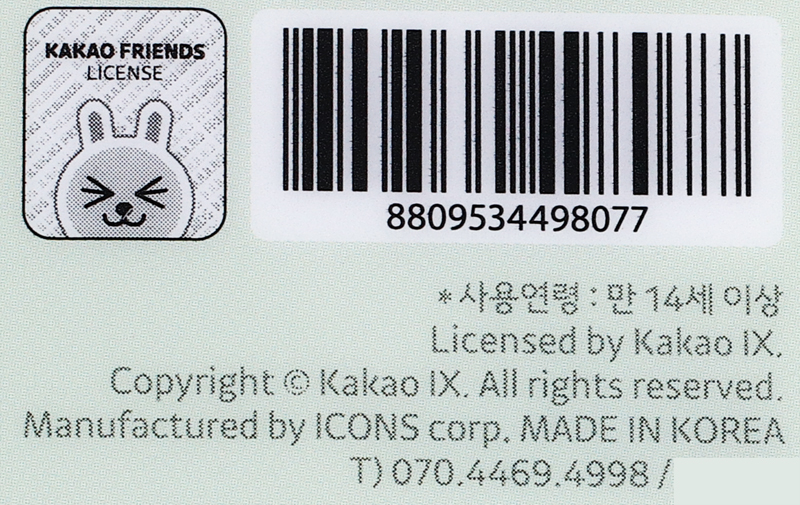 KAKAO FRIENDS
LICENSE
8809534498077
*사용연령 : 만 14세 이상
Licensed by Kakao IX.
Copyright © Kakao IX. All rights reserved.
Manufactured by ICONS corp. MADE IN KOREA
T) 070.4469.4998 /